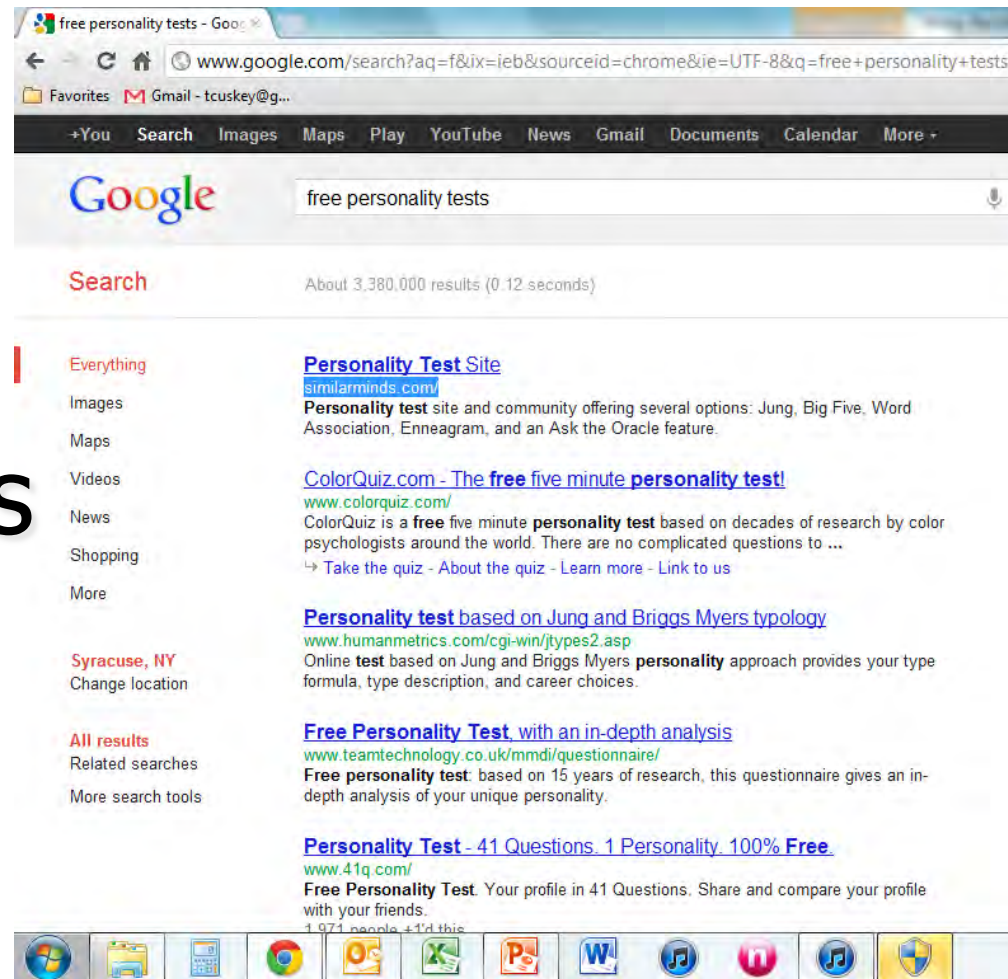 free personality tests - Goo
www.google.com/search?aq=f&ix=ieb&sourceid=chrome&ie=UTF-8&q=free+personality+tests
Favorites Gmail - tcuskey@g...
+You Search Images Maps Play YouTube News Gmail Documents Calendar More
Google free personality tests
Search About 3,380,000 results (0.12 seconds)
Everything
Images
Maps
Videos
News
Shopping
More
Syracuse, NY
Change location
All results
Related searches
More search tools
s
Personality Test Site
similarminds.com/
Personality test site and community offering several options: Jung, Big Five, Word
Association, Enneagram, and an Ask the Oracle feature.
ColorQuiz.com - The free five minute personality test!
www.colorquiz.com/
ColorQuiz is a free five minute personality test based on decades of research by color
psychologists around the world. There are no complicated questions to ...
Take the quiz - About the quiz - Learn more - Link to us
Personality test based on Jung and Briggs Myers typology
www.humanmetrics.com/cgi-win/jtypes2.asp
Online test based on Jung and Briggs Myers personality approach provides your type
formula, type description, and career choices.
Free Personality Test, with an in-depth analysis
www.teamtechnology.co.uk/mmdi/questionnaire/
Free personality test: based on 15 years of research, this questionnaire gives an in-
depth analysis of your unique personality.
Personality Test - 41 Questions. 1 Personality. 100% Free.
www.41q.com/
Free Personality Test. Your profile in 41 Questions. Share and compare your profile
with your friends.
1,971 people +1'd this